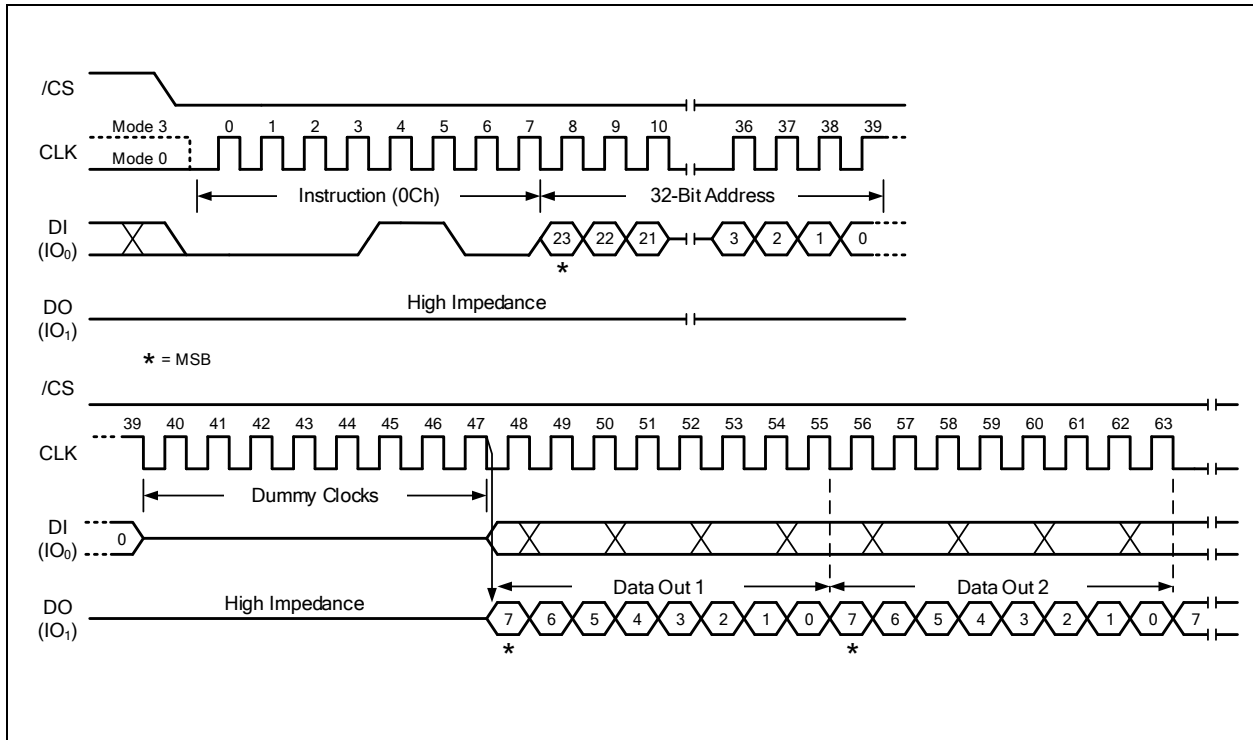 /CS
Mode 3 0 1 2 3 4 5 6 7 8 9 10 36 37 38 39
CLK
Mode 0
Instruction (0Ch) 32-Bit Address
DI
(IO₀) 23 22 21 3 2 1 0
*
DO
(IO₁) High Impedance
* = MSB
/CS
39 40 41 42 43 44 45 46 47 48 49 50 51 52 53 54 55 56 57 58 59 60 61 62 63
CLK
Dummy Clocks
DI
(IO₀) 0
Data Out 1 Data Out 2
DO
(IO₁) High Impedance 7 6 5 4 3 2 1 0 7 6 5 4 3 2 1 0 7
* *